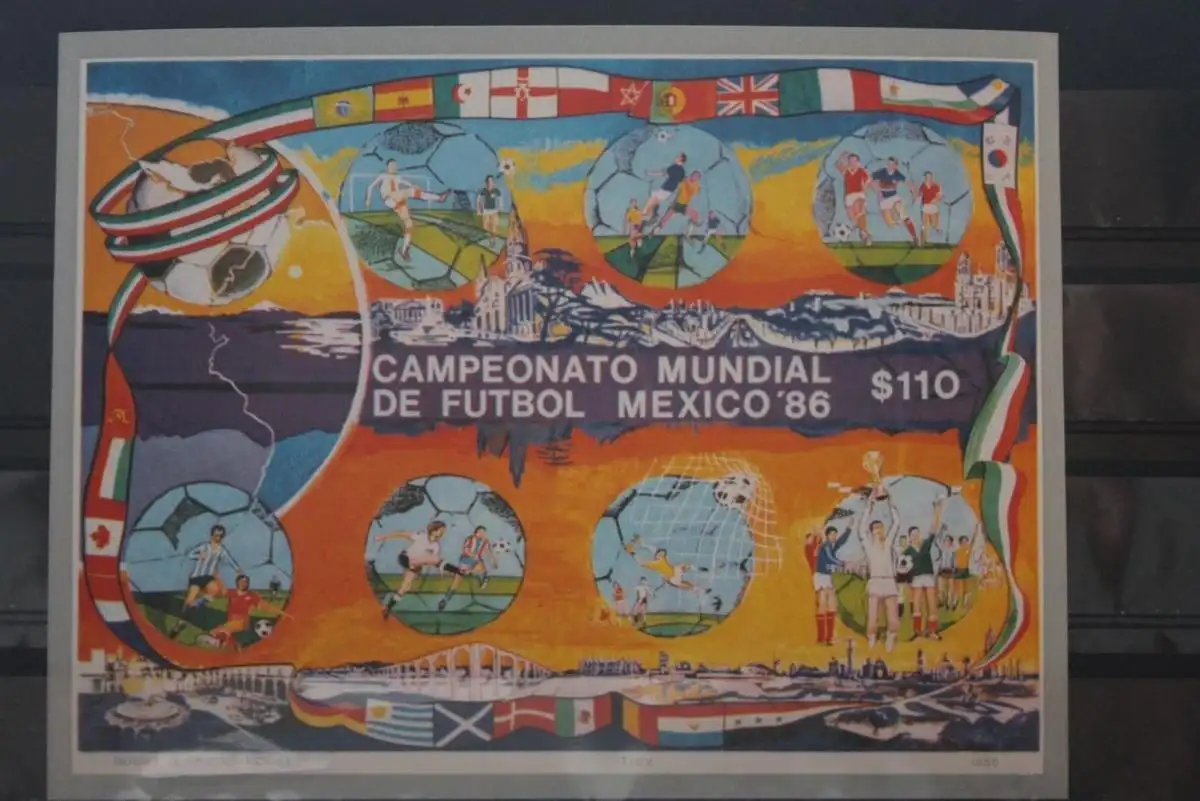 CAMPEONATO MUNDIAL
DE FUTBOL MEXICO '86
$110